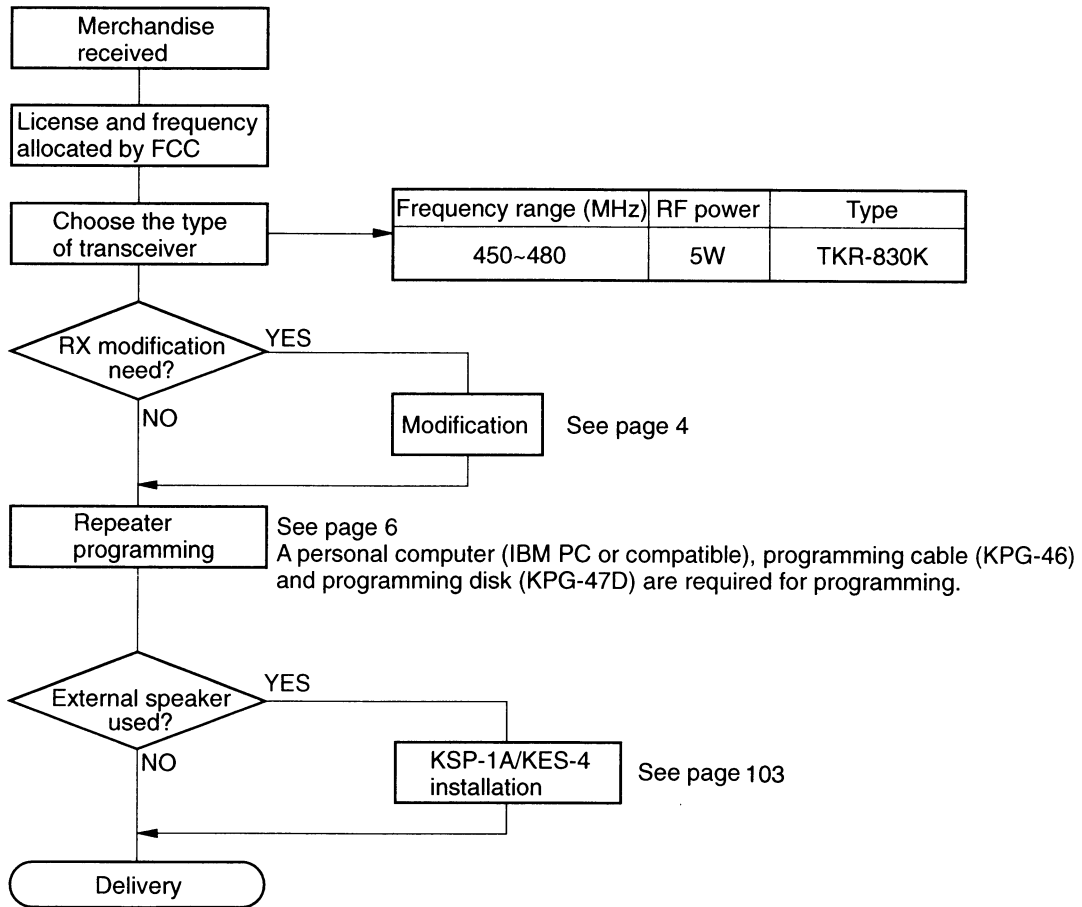 Merchandise
received
License and frequency
allocated by FCC
Choose the type
of transceiver
Frequency range (MHz) RF power Type
450~480 5W TKR-830K
RX modification
need?
YES
NO
Modification
See page 4
Repeater
programming
See page 6
A personal computer (IBM PC or compatible), programming cable (KPG-46)
and programming disk (KPG-47D) are required for programming.
External speaker
used?
YES
NO
KSP-1A/KES-4
installation
See page 103
Delivery